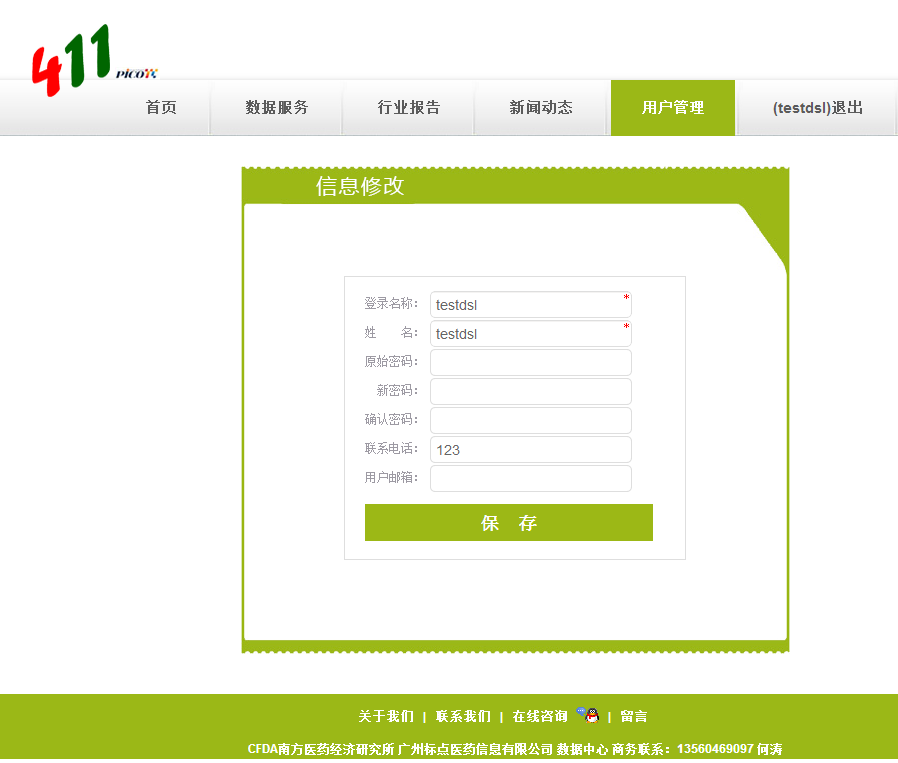 411 PICO
首页 数据服务 行业报告 新闻动态 用户管理 (testdsl)退出
信息修改
登录名称： testdsl *
姓 名： testdsl *
原始密码：
新密码：
确认密码：
联系电话： 123
用户邮箱：
保 存
关于我们 | 联系我们 | 在线咨询 | 留言
CFDA南方医药经济研究所 广州标点医药信息有限公司 数据中心 商务联系：13560469097 何涛